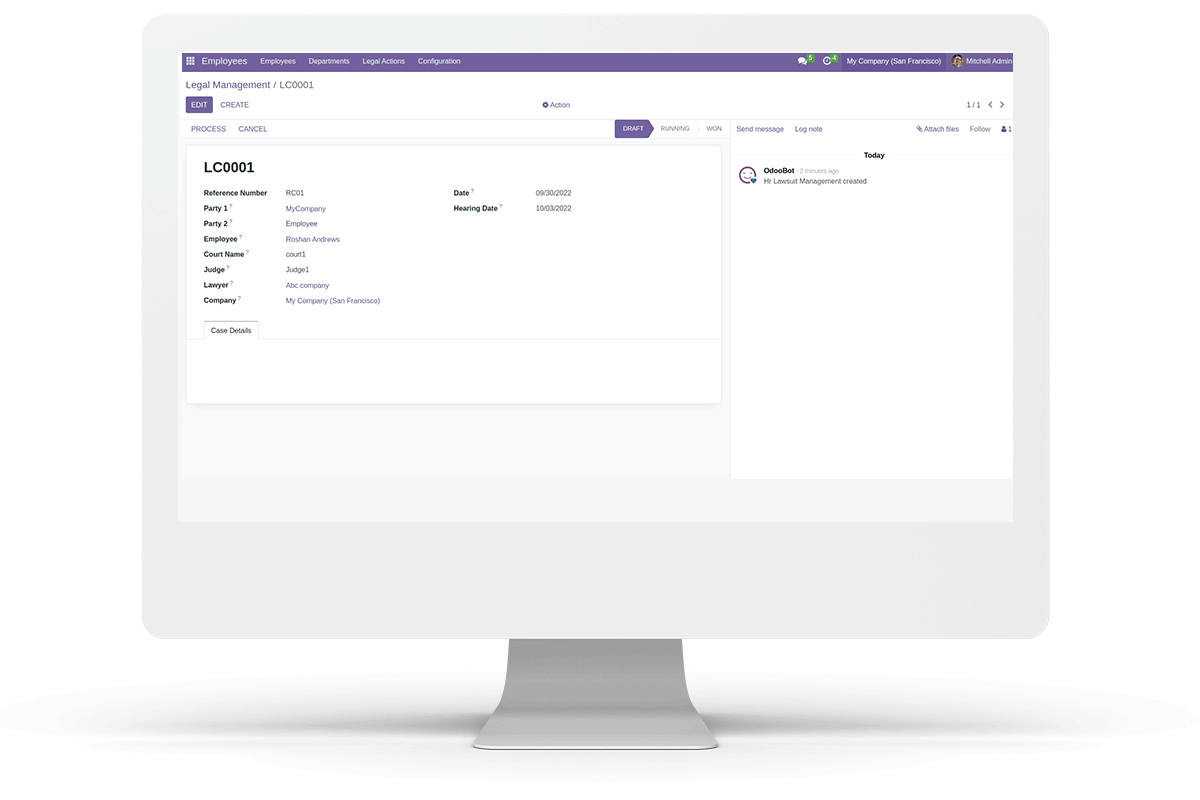 Employees Employees Departments Legal Actions Configuration 5 4 My Company (San Francisco) Mitchell Admin
Legal Management / LC0001
EDIT CREATE Action 1 / 1
PROCESS CANCEL DRAFT RUNNING WON Send message Log note Attach files Follow 1
Today
OdooBot - 2 minutes ago
Hr Lawsuit Management created
LC0001
Reference Number RC01 Date ? 09/30/2022
Party 1 ? MyCompany Hearing Date ? 10/03/2022
Party 2 ? Employee
Employee ? Roshan Andrews
Court Name ? court1
Judge ? Judge1
Lawyer ? Abc company
Company ? My Company (San Francisco)
Case Details